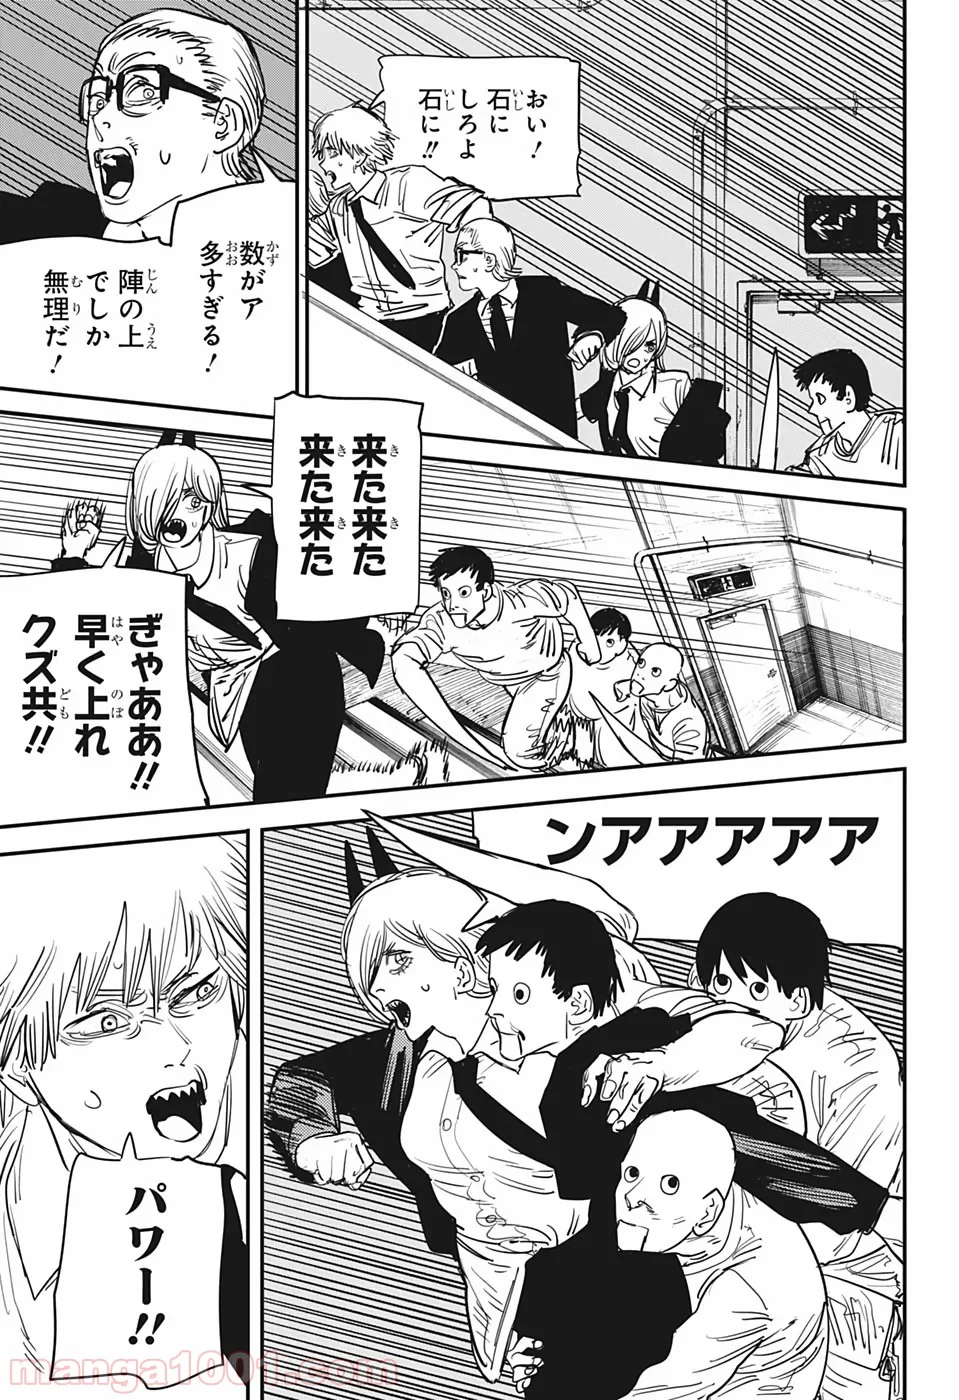 おい！
石に
しろよ
石に!!
数がア
多すぎる！
陣の上
でしか
無理だ！
来た来た
来た来た
ぎゃああ!!
早く上れ
クズ共!!
ンアアアアア
パワー!!
manga1001.com